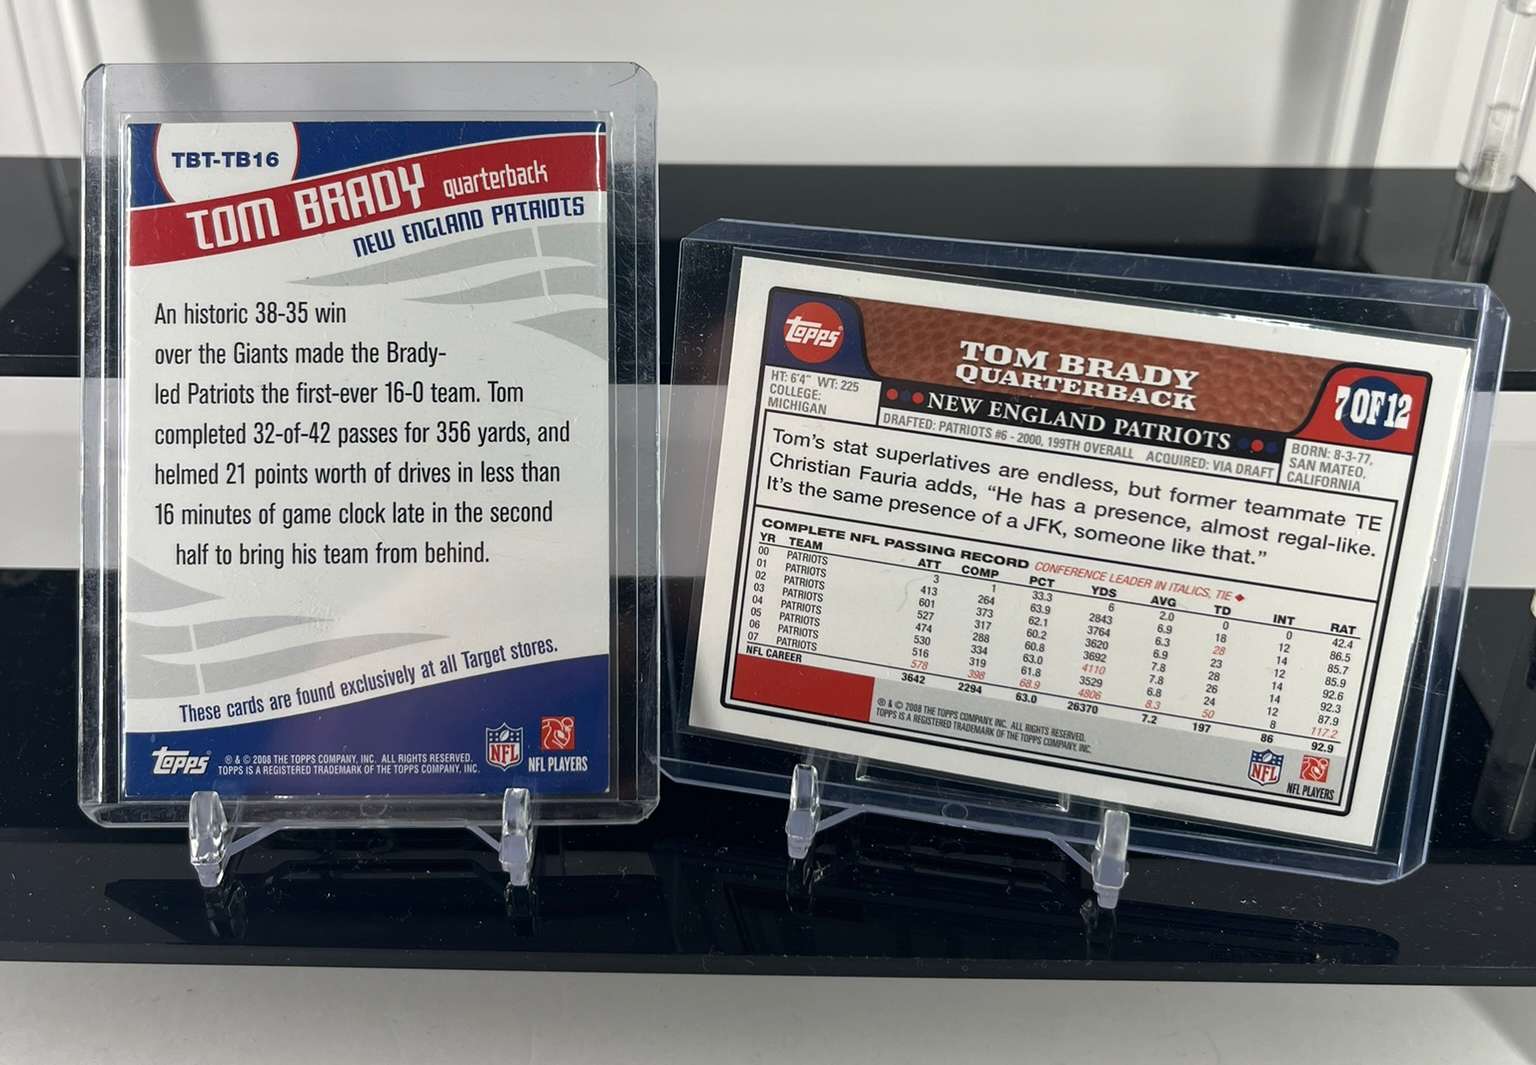 TBT-TB16
TOM BRADY quarterback
NEW ENGLAND PATRIOTS
An historic 38-35 win
over the Giants made the Brady-
led Patriots the first-ever 16-0 team. Tom
completed 32-of-42 passes for 356 yards, and
helmed 21 points worth of drives in less than
16 minutes of game clock late in the second
half to bring his team from behind.
These cards are found exclusively at all Target stores.
Topps
® & © 2008 THE TOPPS COMPANY, INC. ALL RIGHTS RESERVED.
TOPPS IS A REGISTERED TRADEMARK OF THE TOPPS COMPANY, INC.
NFL
NFL PLAYERS
Topps
TOM BRADY
QUARTERBACK
7 OF 12
HT: 6'4" WT: 225
COLLEGE:
MICHIGAN
NEW ENGLAND PATRIOTS
DRAFTED: PATRIOTS #6 - 2000, 199TH OVERALL ACQUIRED: VIA DRAFT
BORN: 8-3-77,
SAN MATEO,
CALIFORNIA
Tom's stat superlatives are endless, but former teammate TE
Christian Fauria adds, "He has a presence, almost regal-like.
It's the same presence of a JFK, someone like that."
COMPLETE NFL PASSING RECORD CONFERENCE LEADER IN ITALICS, TIE ◆
YR TEAM ATT COMP PCT YDS AVG TD INT RAT
00 PATRIOTS 3 1 33.3 6 2.0 0 0 42.4
01 PATRIOTS 413 264 63.9 2843 6.9 18 12 86.5
02 PATRIOTS 601 373 62.1 3764 6.3 28 14 85.7
03 PATRIOTS 527 317 60.2 3620 6.9 23 12 85.9
04 PATRIOTS 474 288 60.8 3692 7.8 28 14 92.6
05 PATRIOTS 530 334 63.0 4110 7.8 26 14 92.3
06 PATRIOTS 516 319 61.8 3529 6.8 24 12 87.9
07 PATRIOTS 578 398 68.9 4806 8.3 50 8 117.2
NFL CAREER 3642 2294 63.0 26370 7.2 197 86 92.9
® & © 2008 THE TOPPS COMPANY, INC. ALL RIGHTS RESERVED.
TOPPS IS A REGISTERED TRADEMARK OF THE TOPPS COMPANY, INC.
NFL
NFL PLAYERS